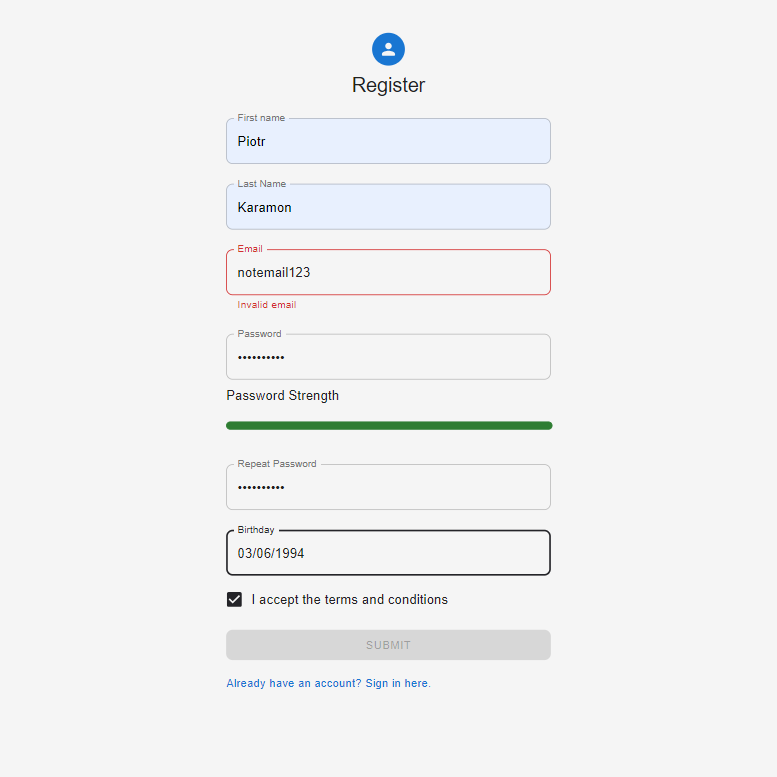 Register
First name
Piotr
Last Name
Karamon
Email
notemail123
Invalid email
Password
••••••••••
Password Strength
Repeat Password
••••••••••
Birthday
03/06/1994
I accept the terms and conditions
SUBMIT
Already have an account? Sign in here.